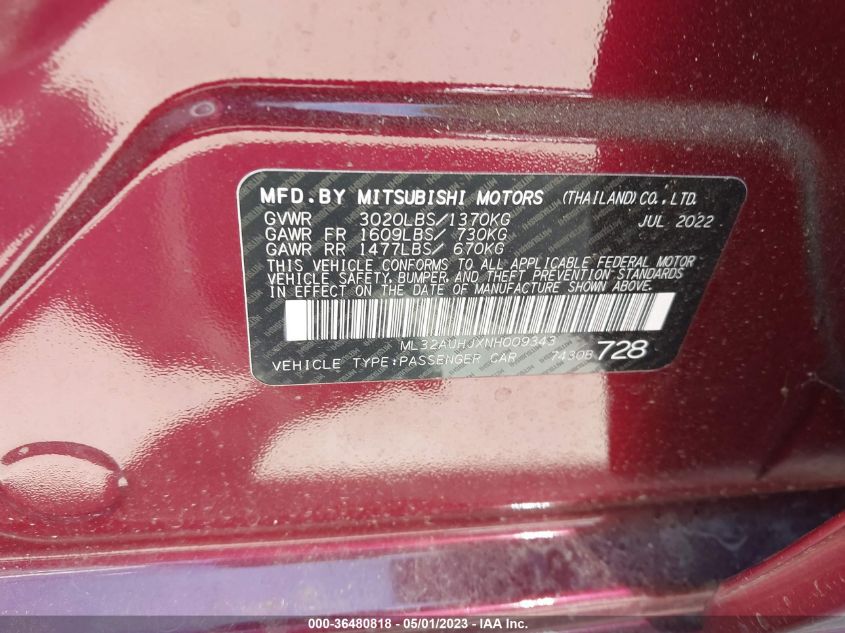 MFD.BY MITSUBISHI MOTORS (THAILAND) CO., LTD.
GVWR 3020LBS/1370KG JUL 2022
GAWR FR 1609LBS/ 730KG
GAWR RR 1477LBS/ 670KG
THIS VEHICLE CONFORMS TO ALL APPLICABLE FEDERAL MOTOR
VEHICLE SAFETY, BUMPER, AND THEFT PREVENTION STANDARDS
IN EFFECT ON THE DATE OF MANUFACTURE SHOWN ABOVE.
ML32AUHJXNH009343
VEHICLE TYPE:PASSENGER CAR 7430B 728
000-36480818 - 05/01/2023 - IAA, Inc.